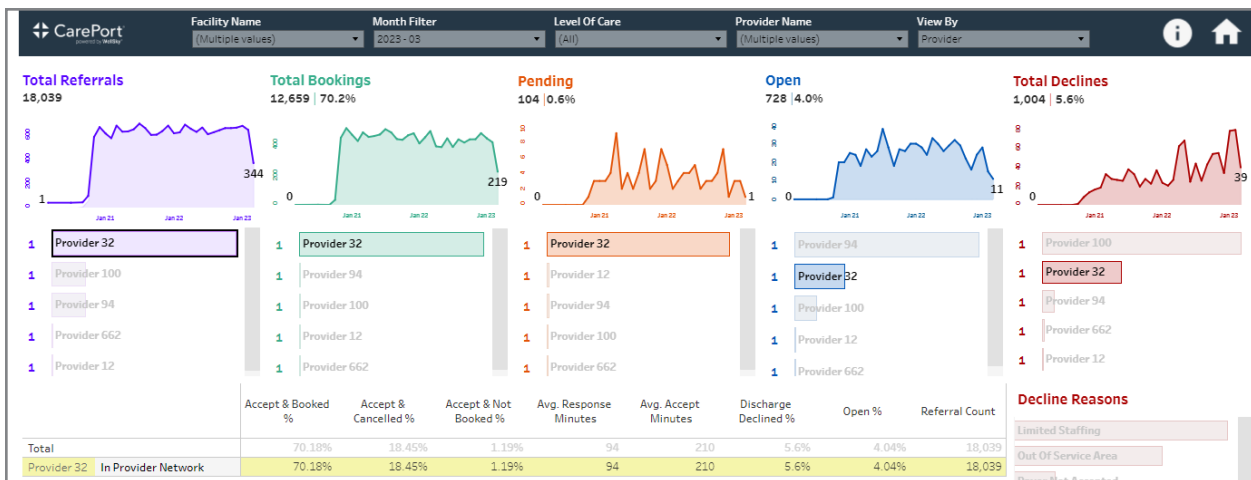 CarePort
powered by WellSky
Facility Name
(Multiple values)
Month Filter
2023-03
Level Of Care
(All)
Provider Name
(Multiple values)
View By
Provider
i
Total Referrals
18,039
Total Bookings
12,659 | 70.2%
Pending
104 | 0.6%
Open
728 | 4.0%
Total Declines
1,004 | 5.6%
1
344
Jan 21 Jan 22 Jan 23
0
219
Jan 21 Jan 22 Jan 23
0
1
Jan 21 Jan 22 Jan 23
0
11
Jan 21 Jan 22 Jan 23
0
39
Jan 21 Jan 22 Jan 23
1 Provider 32
1 Provider 100
1 Provider 94
1 Provider 662
1 Provider 12
1 Provider 32
1 Provider 94
1 Provider 100
1 Provider 12
1 Provider 662
1 Provider 32
1 Provider 12
1 Provider 94
1 Provider 100
1 Provider 662
1 Provider 94
1 Provider 32
1 Provider 100
1 Provider 12
1 Provider 662
1 Provider 100
1 Provider 32
1 Provider 94
1 Provider 662
1 Provider 12
Accept & Booked
%
Accept &
Cancelled %
Accept & Not
Booked %
Avg. Response
Minutes
Avg. Accept
Minutes
Discharge
Declined %
Open %
Referral Count
Total 70.18% 18.45% 1.19% 94 210 5.6% 4.04% 18,039
Provider 32 In Provider Network 70.18% 18.45% 1.19% 94 210 5.6% 4.04% 18,039
Decline Reasons
Limited Staffing
Out Of Service Area